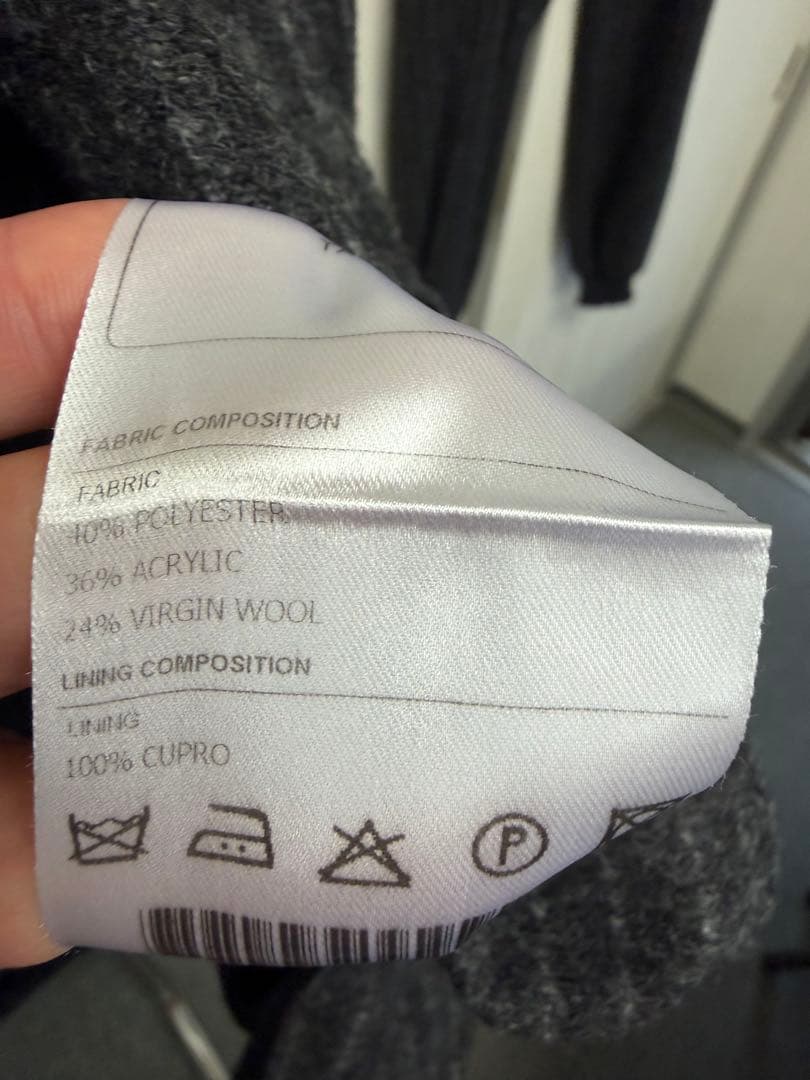 FABRIC COMPOSITION
FABRIC
40% POLYESTER
36% ACRYLIC
24% VIRGIN WOOL
LINING COMPOSITION
LINING
100% CUPRO
P